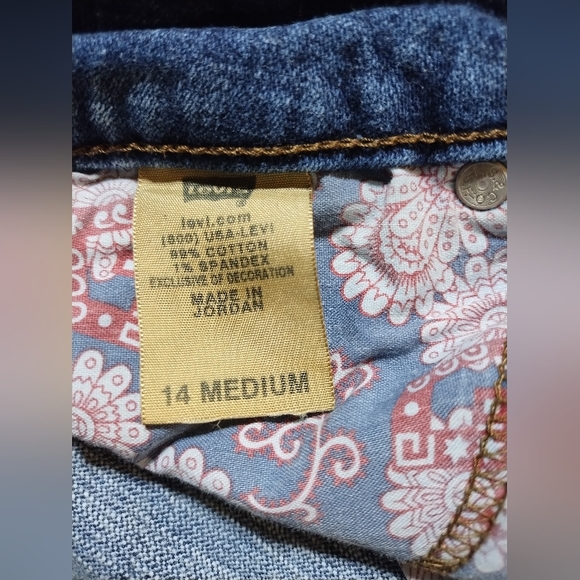 levi.com
(800) USA-LEVI
99% COTTON
1% SPANDEX
EXCLUSIVE OF DECORATION
MADE IN
JORDAN
14 MEDIUM